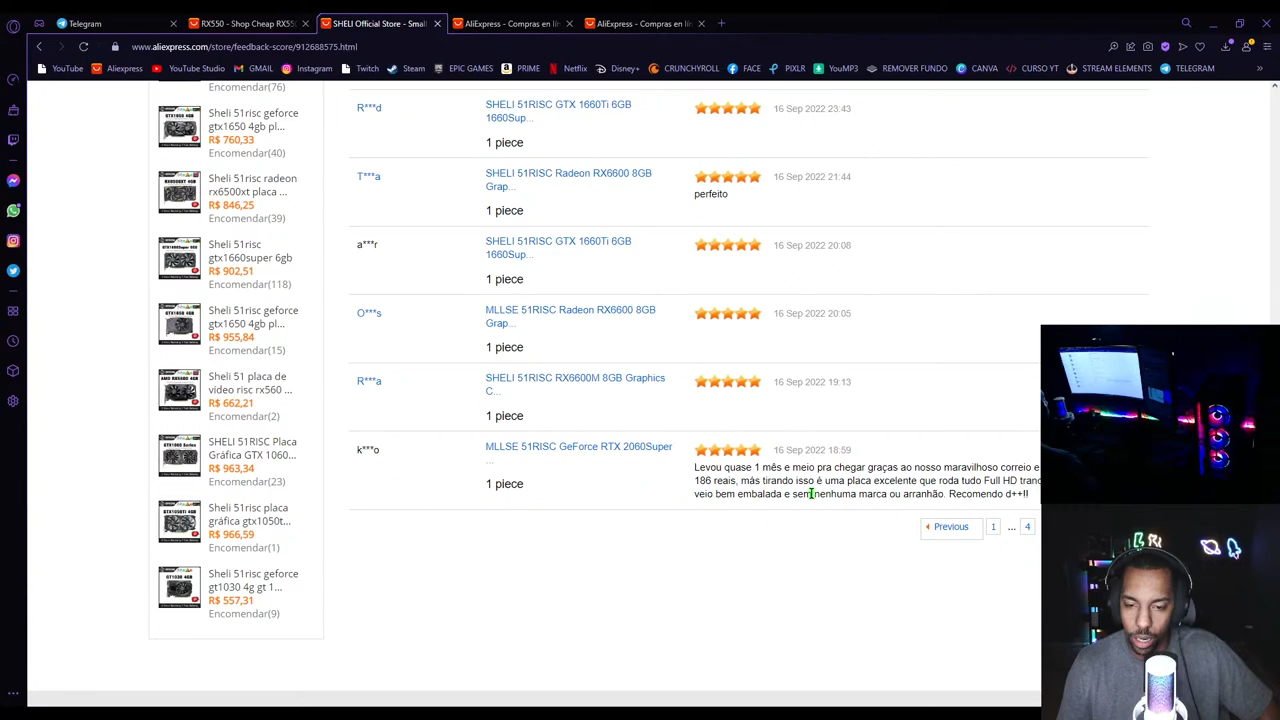 Telegram
RX550 - Shop Cheap RX55
SHELI Official Store - Smal
AliExpress - Compras en lín
AliExpress - Compras en lín
www.aliexpress.com/store/feedback-score/912688575.html
YouTube
Aliexpress
YouTube Studio
GMAIL
Instagram
Twitch
Steam
EPIC GAMES
PRIME
Netflix
Disney+
CRUNCHYROLL
FACE
PIXLR
YouMP3
REMOVER FUNDO
CANVA
CURSO YT
STREAM ELEMENTS
TELEGRAM
Encomendar(76)
Sheli 51risc geforce
gtx1650 4gb pl...
R$ 760,33
Encomendar(40)
Sheli 51risc radeon
rx6500xt placa ...
R$ 846,25
Encomendar(39)
Sheli 51risc
gtx1660super 6gb
R$ 902,51
Encomendar(118)
Sheli 51risc geforce
gtx1650 4gb pl...
R$ 955,84
Encomendar(15)
Sheli 51 placa de
vídeo risc rx560 ...
R$ 662,21
Encomendar(2)
SHELI 51RISC Placa
Gráfica GTX 1060...
R$ 963,34
Encomendar(23)
Sheli 51risc placa
gráfica gtx1050t...
R$ 966,59
Encomendar(1)
Sheli 51risc geforce
gt1030 4g gt 1...
R$ 557,31
Encomendar(9)
R***d
SHELI 51RISC GTX 1660Ti 6GB
1660Sup...
1 piece
16 Sep 2022 23:43
T***a
SHELI 51RISC Radeon RX6600 8GB
Grap...
1 piece
16 Sep 2022 21:44
perfeito
a***r
SHELI 51RISC GTX 1660Ti 6GB
1660Sup...
1 piece
16 Sep 2022 20:08
O***s
MLLSE 51RISC Radeon RX6600 8GB
Grap...
1 piece
16 Sep 2022 20:05
R***a
SHELI 51RISC RX6600M 8GB Graphics
C...
1 piece
16 Sep 2022 19:13
k***o
MLLSE 51RISC GeForce RTX 2060Super
...
1 piece
16 Sep 2022 18:59
Levou quase 1 mês e meio pra chegar graças ao nosso maravilhoso correio e
186 reais, más tirando isso é uma placa excelente que roda tudo Full HD tranc
veio bem embalada e sem nenhuma marca ou arranhão. Recomendo d++!!
Previous
1
...
4